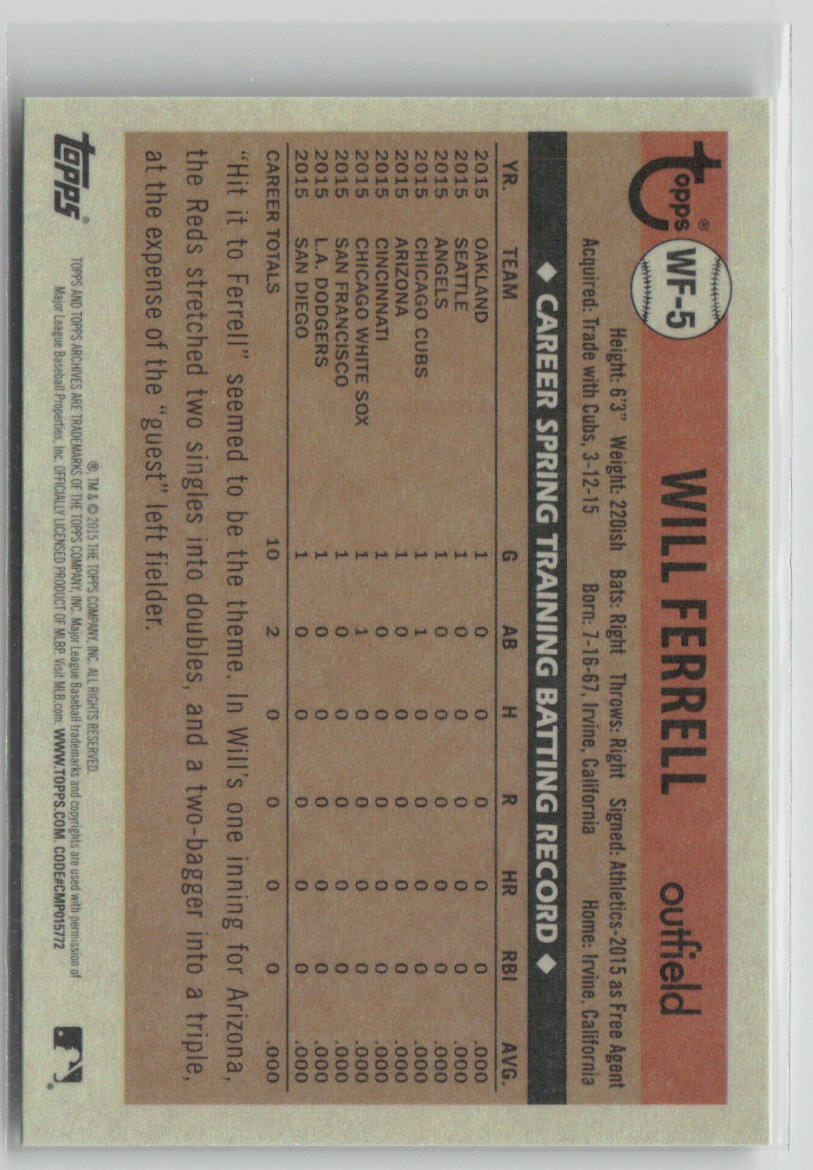 topps® WF-5 WILL FERRELL outfield
Height: 6'3" Weight: 220ish Bats: Right Throws: Right Signed: Athletics-2015 as Free Agent
Acquired: Trade with Cubs, 3-12-15 Born: 7-16-67, Irvine, California Home: Irvine, California
◆ CAREER SPRING TRAINING BATTING RECORD ◆
YR. TEAM G AB H R HR RBI AVG.
2015 OAKLAND 1 0 0 0 0 0 .000
2015 SEATTLE 1 0 0 0 0 0 .000
2015 ANGELS 1 0 0 0 0 0 .000
2015 CHICAGO CUBS 1 1 0 0 0 0 .000
2015 ARIZONA 1 0 0 0 0 0 .000
2015 CINCINNATI 1 0 0 0 0 0 .000
2015 CHICAGO WHITE SOX 1 1 0 0 0 0 .000
2015 SAN FRANCISCO 1 0 0 0 0 0 .000
2015 L.A. DODGERS 1 0 0 0 0 0 .000
2015 SAN DIEGO 1 0 0 0 0 0 .000
CAREER TOTALS 10 2 0 0 0 0 .000
"Hit it to Ferrell" seemed to be the theme. In Will's one inning for Arizona,
the Reds stretched two singles into doubles, and a two-bagger into a triple,
at the expense of the "guest" left fielder.
®, TM & © 2015 THE TOPPS COMPANY, INC. ALL RIGHTS RESERVED.
TOPPS AND TOPPS ARCHIVES ARE TRADEMARKS OF THE TOPPS COMPANY, INC. Major League Baseball trademarks and copyrights are used with permission of
Major League Baseball Properties, Inc. OFFICIALLY LICENSED PRODUCT OF MLBP. Visit MLB.com. WWW.TOPPS.COM. CODE#CMP015772
topps®